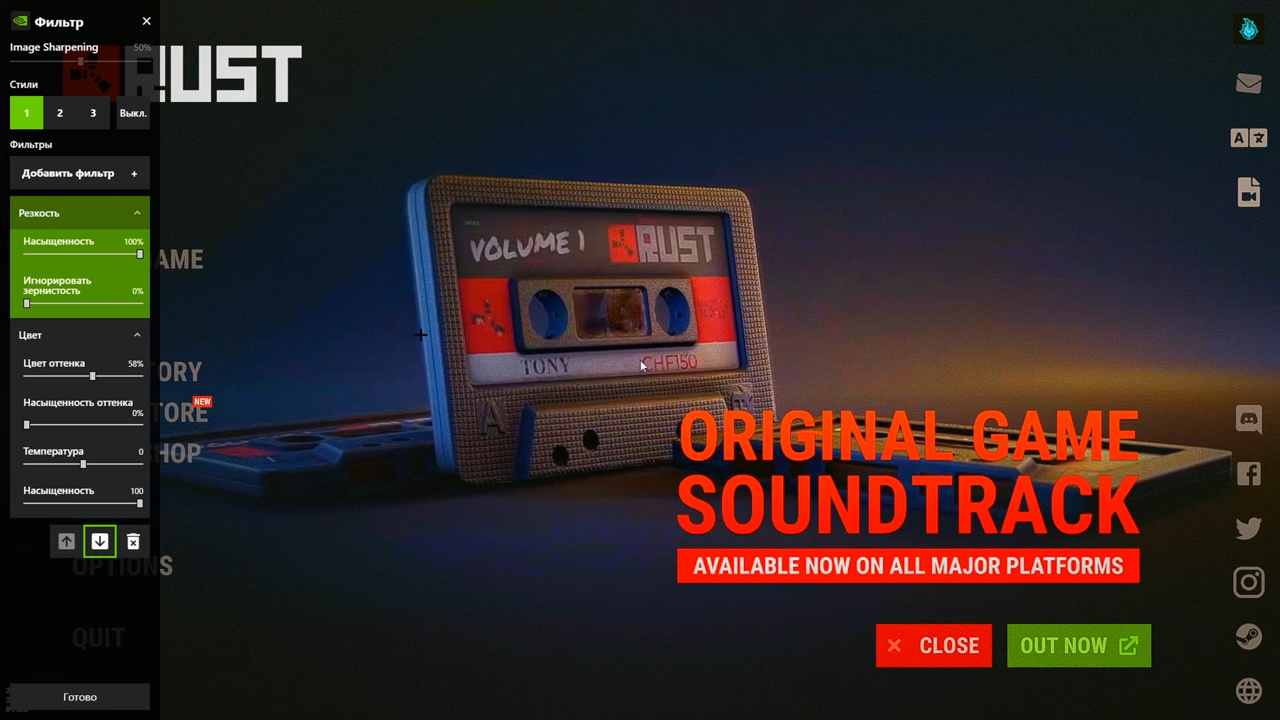 Фильтр
Image Sharpening 50%
Стили
1 2 3 Выкл.
Фильтры
Добавить фильтр +
Резкость
Насыщенность 100%
Игнорировать
зернистость 0%
Цвет
Цвет оттенка 58%
Насыщенность оттенка
0%
Температура 0
Насыщенность 100
Готово
RUST
AME
ORY
TORE NEW
HOP
OPTIONS
QUIT
VOLUME 1 RUST
TONY CHF150
A
ORIGINAL GAME
SOUNDTRACK
AVAILABLE NOW ON ALL MAJOR PLATFORMS
CLOSE
OUT NOW
A